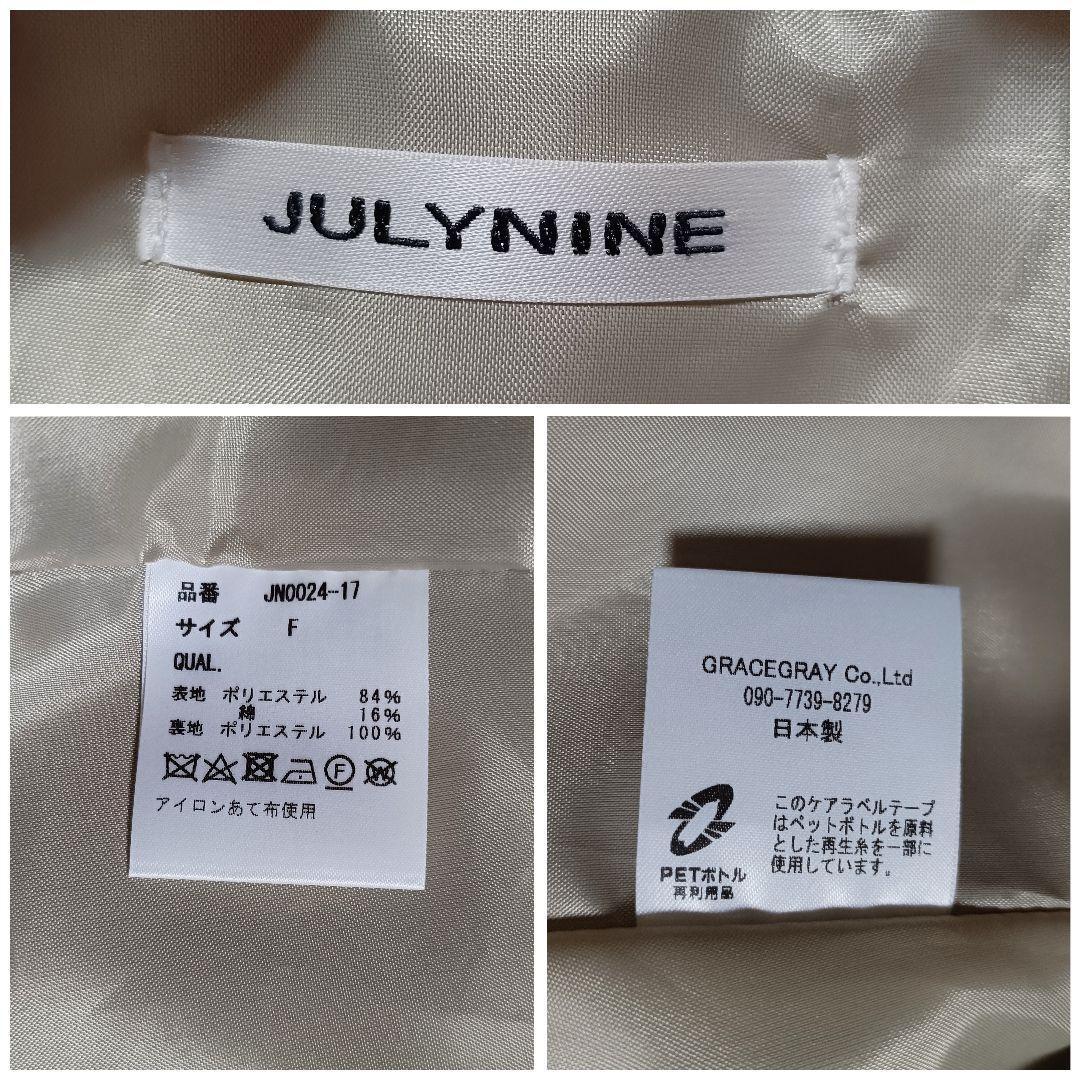 JULYNINE
品番 JN0024-17
サイズ F
QUAL.
表地 ポリエステル 84%
綿 16%
裏地 ポリエステル 100%
F W
アイロンあて布使用
GRACEGRAY Co.,Ltd
090-7739-8279
日本製
このケアラベルテープ
はペットボトルを原料
とした再生糸を一部に
使用しています。
PETボトル
再利用品